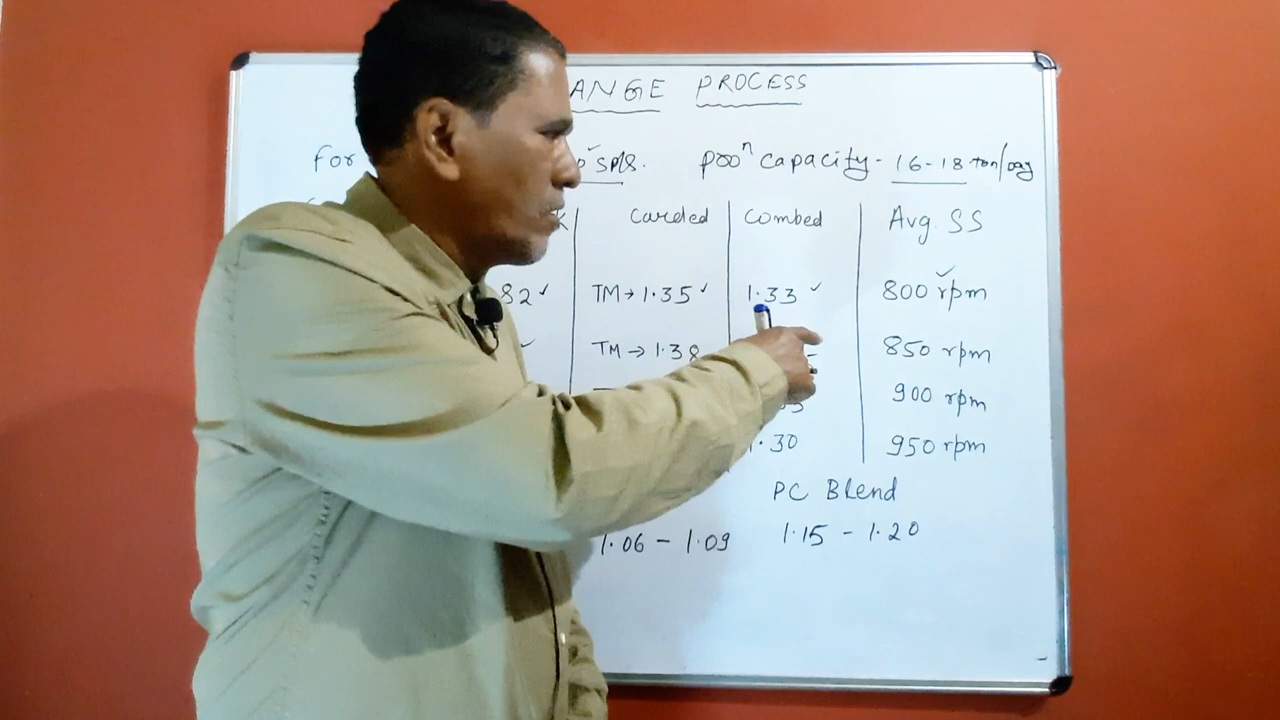 ANGE PROCESS
For spls. pooⁿ capacity - 16-18 ton/day
K carded combed Avg. SS
82 ✓ TM → 1.35 ✓ 1.33 ✓ 800 rpm ✓
✓ TM → 1.38 850 rpm
900 rpm
1.30 950 rpm
PC Blend
1.06 - 1.09 1.15 - 1.20